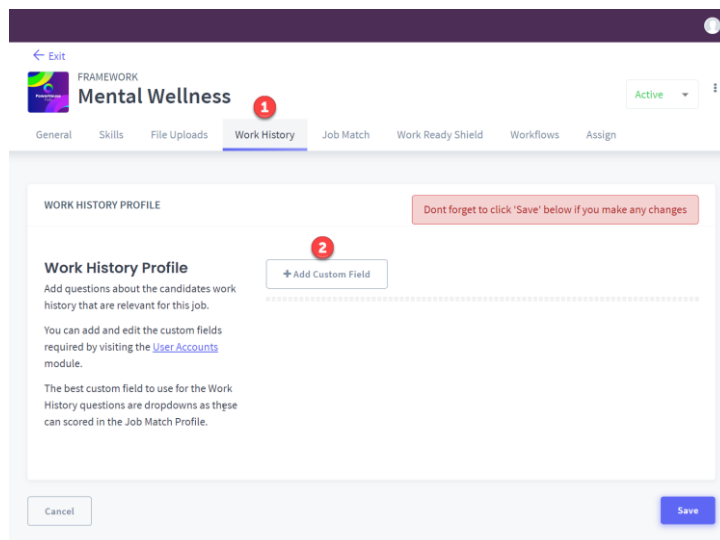 ← Exit
FRAMEWORK
Mental Wellness
Active
1
General Skills File Uploads Work History Job Match Work Ready Shield Workflows Assign
WORK HISTORY PROFILE
Dont forget to click 'Save' below if you make any changes
2
Work History Profile
+ Add Custom Field
Add questions about the candidates work
history that are relevant for this job.
You can add and edit the custom fields
required by visiting the User Accounts
module.
The best custom field to use for the Work
History questions are dropdowns as these
can scored in the Job Match Profile.
Cancel
Save